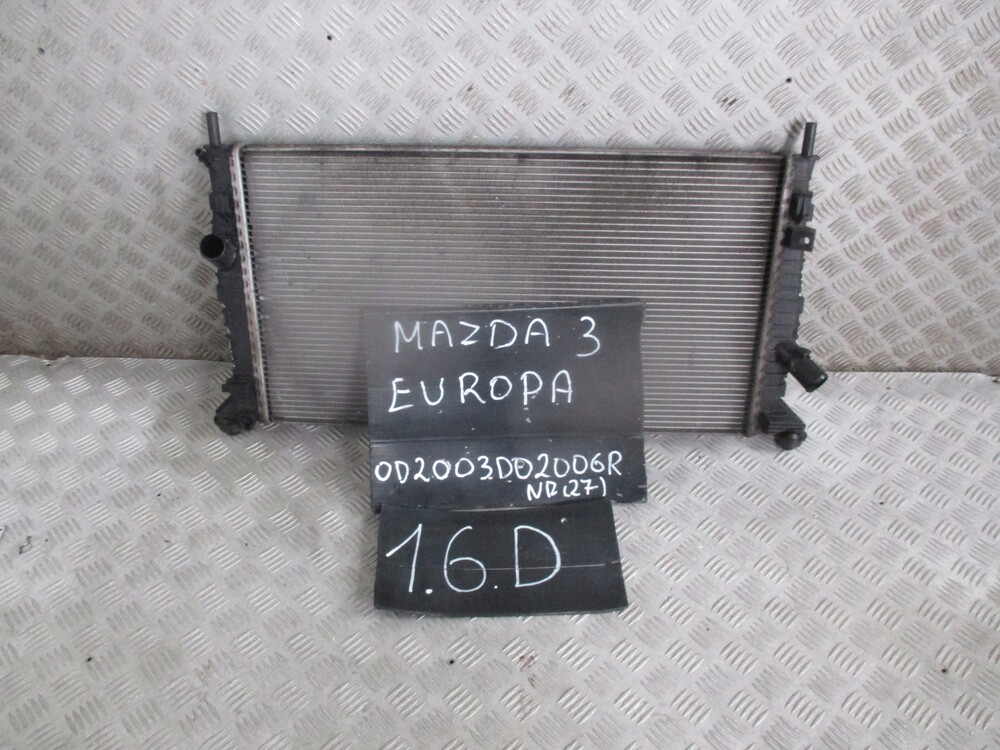 MAZDA 3
EUROPA
OD2003DO2006R
NR(27)
1.6.D